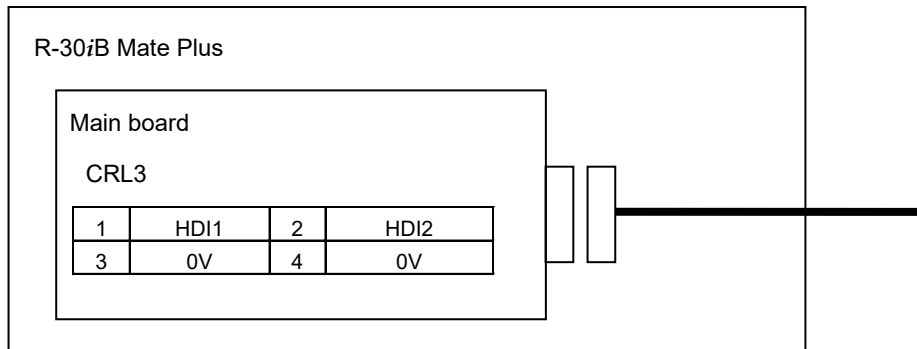 R-30iB Mate Plus
Main board
CRL3
1 HDI1 2 HDI2
3 0V 4 0V